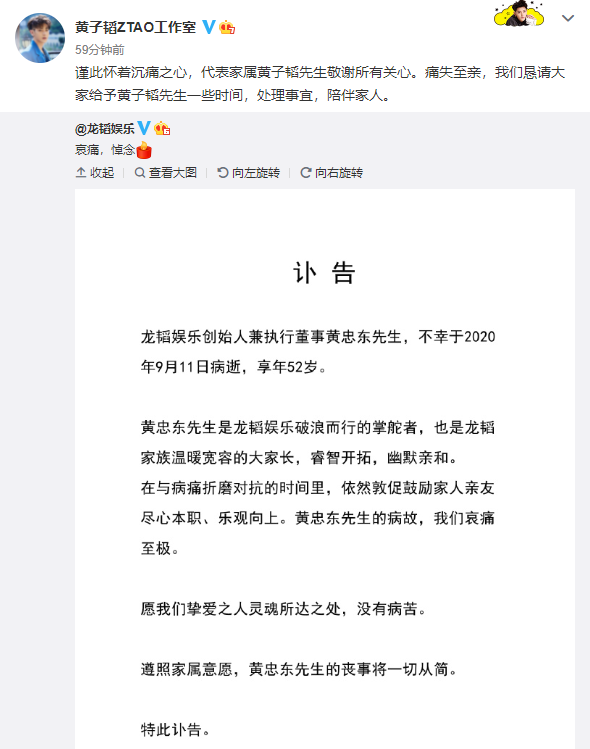 黄子韬ZTAO工作室
59分钟前
谨此怀着沉痛之心，代表家属黄子韬先生敬谢所有关心。痛失至亲，我们恳请大
家给予黄子韬先生一些时间，处理事宜，陪伴家人。
@龙韬娱乐
哀痛，悼念
收起 查看大图 向左旋转 向右旋转
讣 告
龙韬娱乐创始人兼执行董事黄忠东先生，不幸于2020
年9月11日病逝，享年52岁。
黄忠东先生是龙韬娱乐破浪而行的掌舵者，也是龙韬
家族温暖宽容的大家长，睿智开拓，幽默亲和。
在与病痛折磨对抗的时间里，依然敦促鼓励家人亲友
尽心本职、乐观向上。黄忠东先生的病故，我们哀痛
至极。
愿我们挚爱之人灵魂所达之处，没有病苦。
遵照家属意愿，黄忠东先生的丧事将一切从简。
特此讣告。